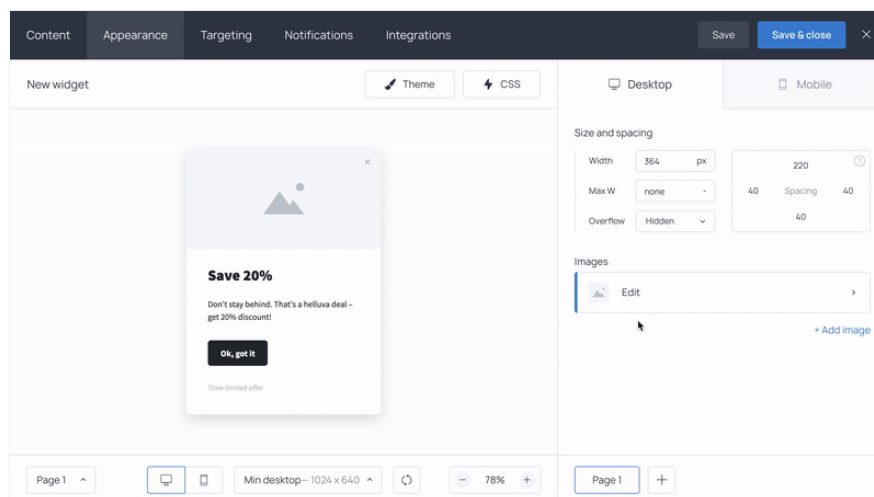 Content Appearance Targeting Notifications Integrations Save Save & close
New widget Theme CSS Desktop Mobile
Size and spacing
Width 364 px 220
Max W none - 40 Spacing 40
Overflow Hidden 40
Save 20%
Don't stay behind. That's a helluva deal –
get 20% discount!
Ok, got it
Time limited offer
Images
Edit
+ Add image
Page 1 Min desktop— 1024 x 640 78% Page 1